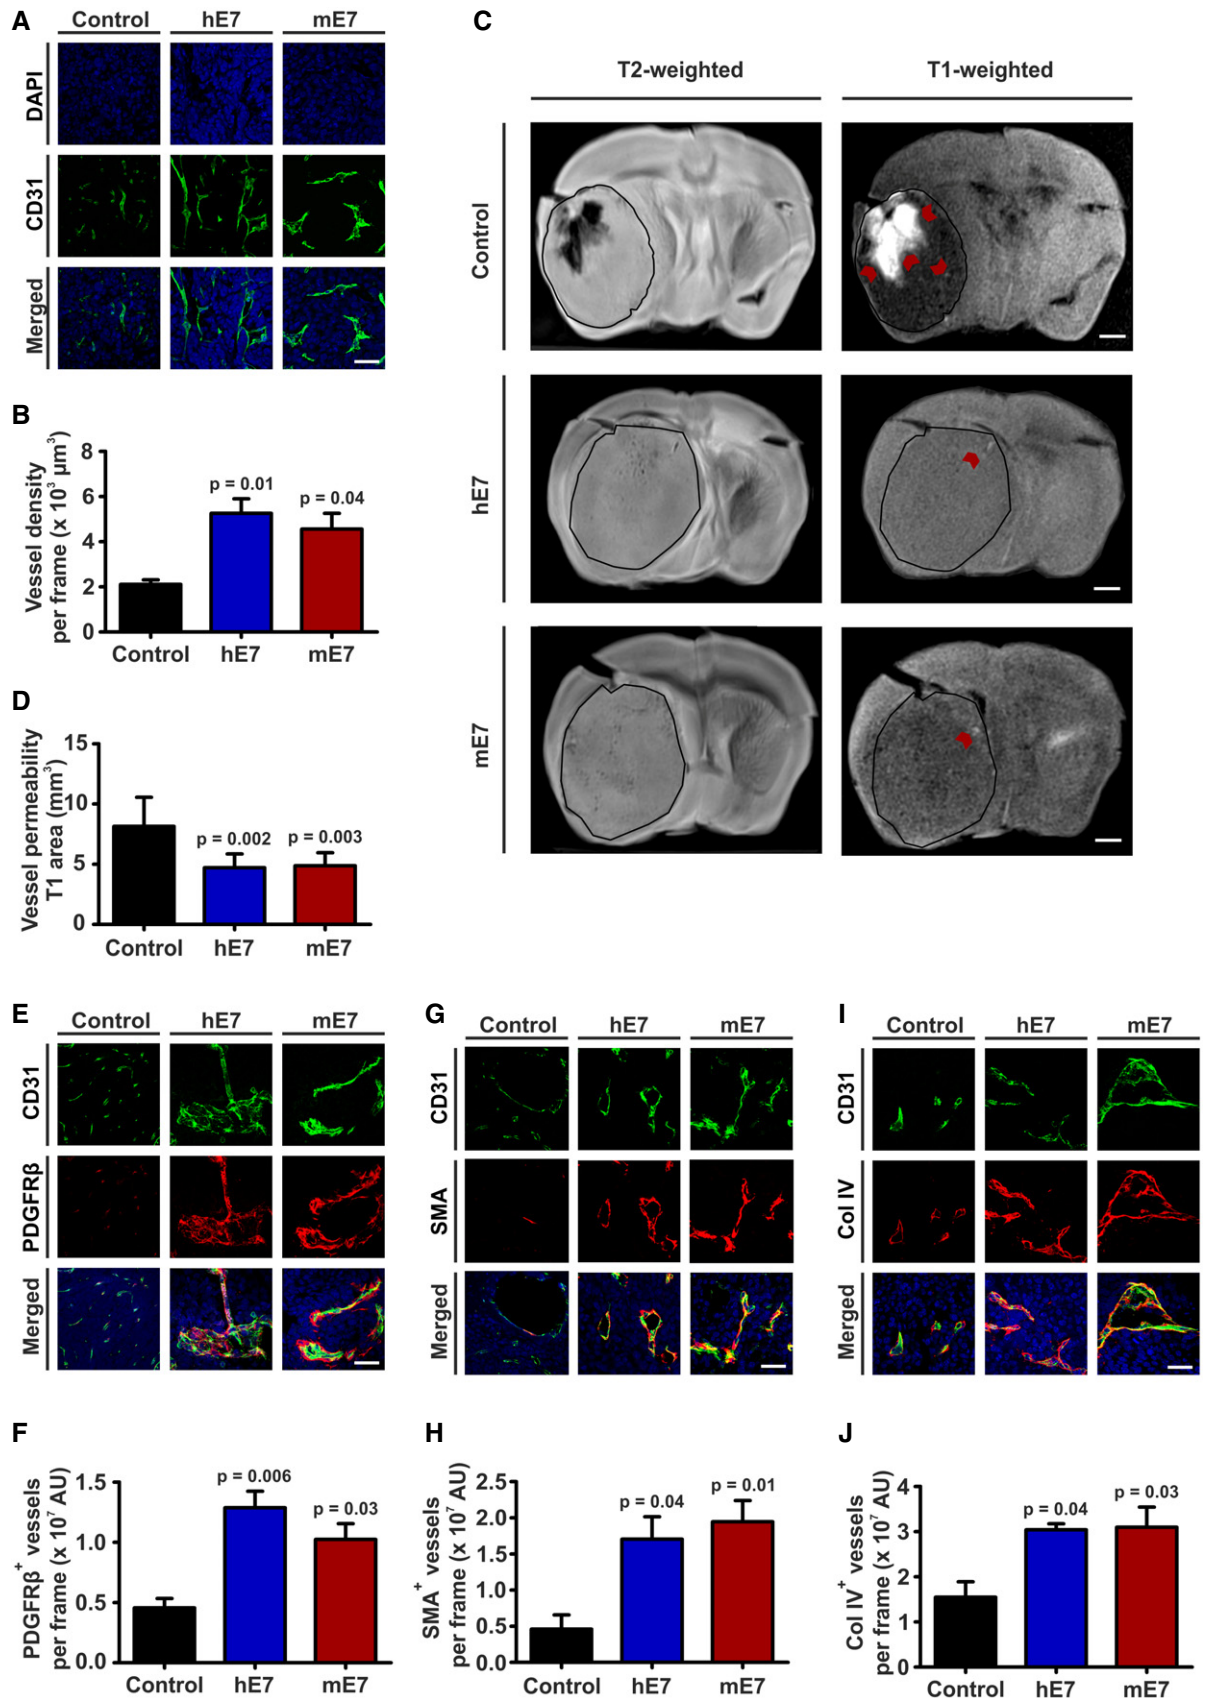 A
Control hE7 mE7
DAPI
CD31
Merged
B
Vessel density
per frame (x 10³ µm³)
8
6
4
2
0
p = 0.01
p = 0.04
Control hE7 mE7
C
T2-weighted T1-weighted
Control
hE7
mE7
D
Vessel permeability
T1 area (mm³)
15
10
5
0
p = 0.002
p = 0.003
Control hE7 mE7
E
Control hE7 mE7
CD31
PDGFRβ
Merged
F
PDGFRβ⁺ vessels
per frame (x 10⁷ AU)
1.5
1.0
0.5
0.0
p = 0.006
p = 0.03
Control hE7 mE7
G
Control hE7 mE7
CD31
SMA
Merged
H
SMA⁺ vessels
per frame (x 10⁷ AU)
2.5
2.0
1.5
1.0
0.5
0.0
p = 0.04
p = 0.01
Control hE7 mE7
I
Control hE7 mE7
CD31
Col IV
Merged
J
Col IV⁺ vessels
per frame (x 10⁷ AU)
4
3
2
1
0
p = 0.04
p = 0.03
Control hE7 mE7